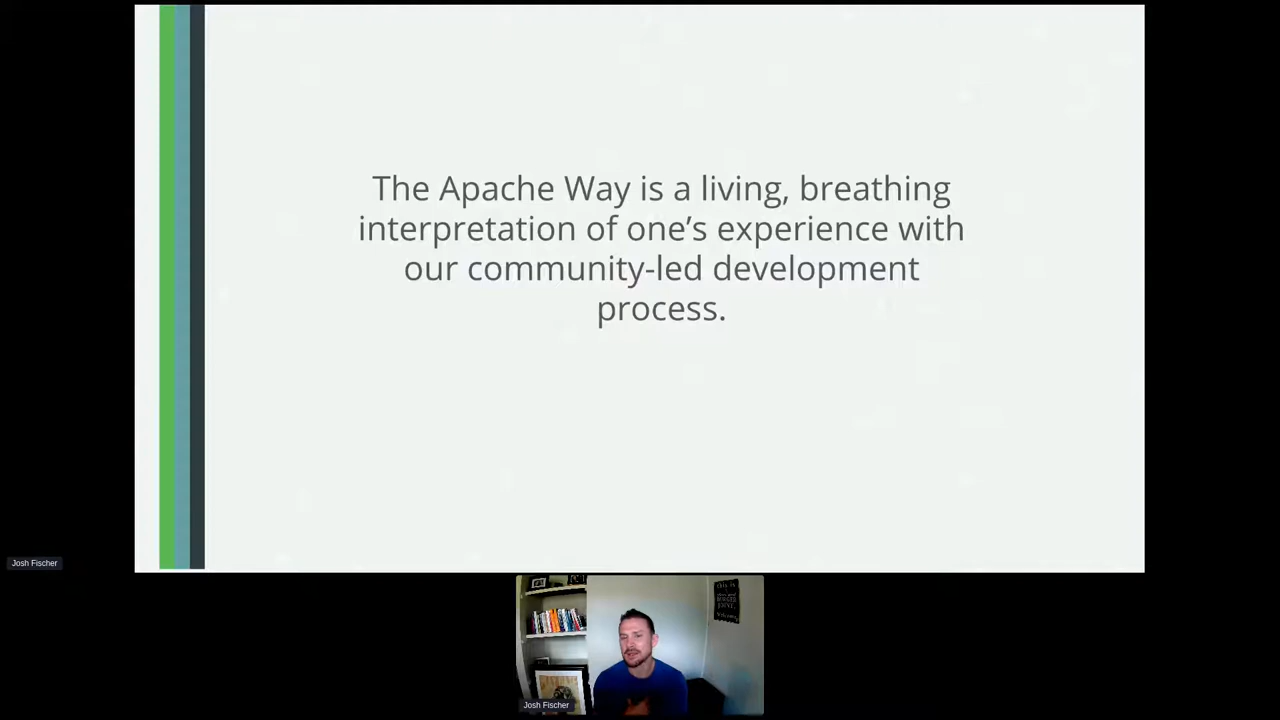 The Apache Way is a living, breathing
interpretation of one’s experience with
our community-led development
process.
Josh Fischer
Josh Fischer